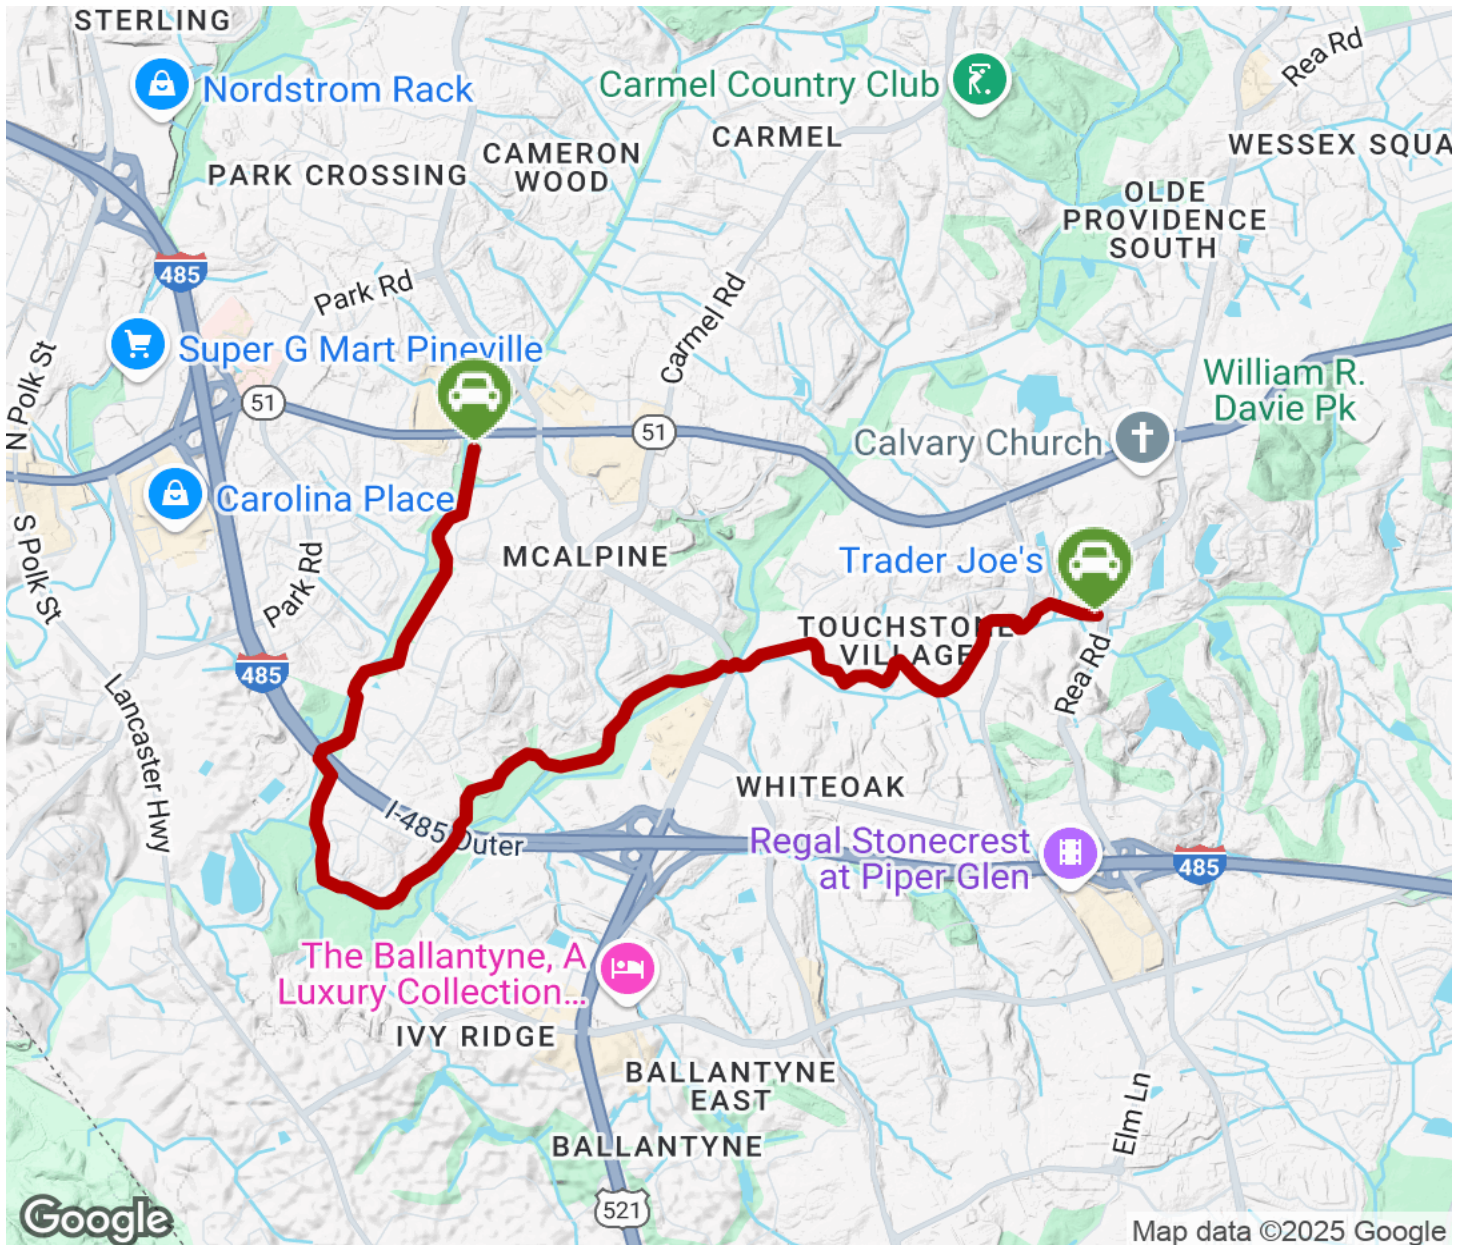 STERLING
Nordstrom Rack
Carmel Country Club
Rea Rd
CARMEL
WESSEX SQUA
PARK CROSSING
CAMERON
WOOD
OLDE
PROVIDENCE
SOUTH
485
Park Rd
Carmel Rd
Super G Mart Pineville
N Polk St
51
51
William R.
Davie Pk
Calvary Church
Carolina Place
S Polk St
MCALPINE
Trader Joe's
Park Rd
TOUCHSTONE
VILLAGE
485
Rea Rd
Lancaster Hwy
WHITEOAK
I-485 Outer
Regal Stonecrest
at Piper Glen
485
The Ballantyne, A
Luxury Collection...
IVY RIDGE
BALLANTYNE
EAST
Elm Ln
BALLANTYNE
521
Google
Map data ©2025 Google